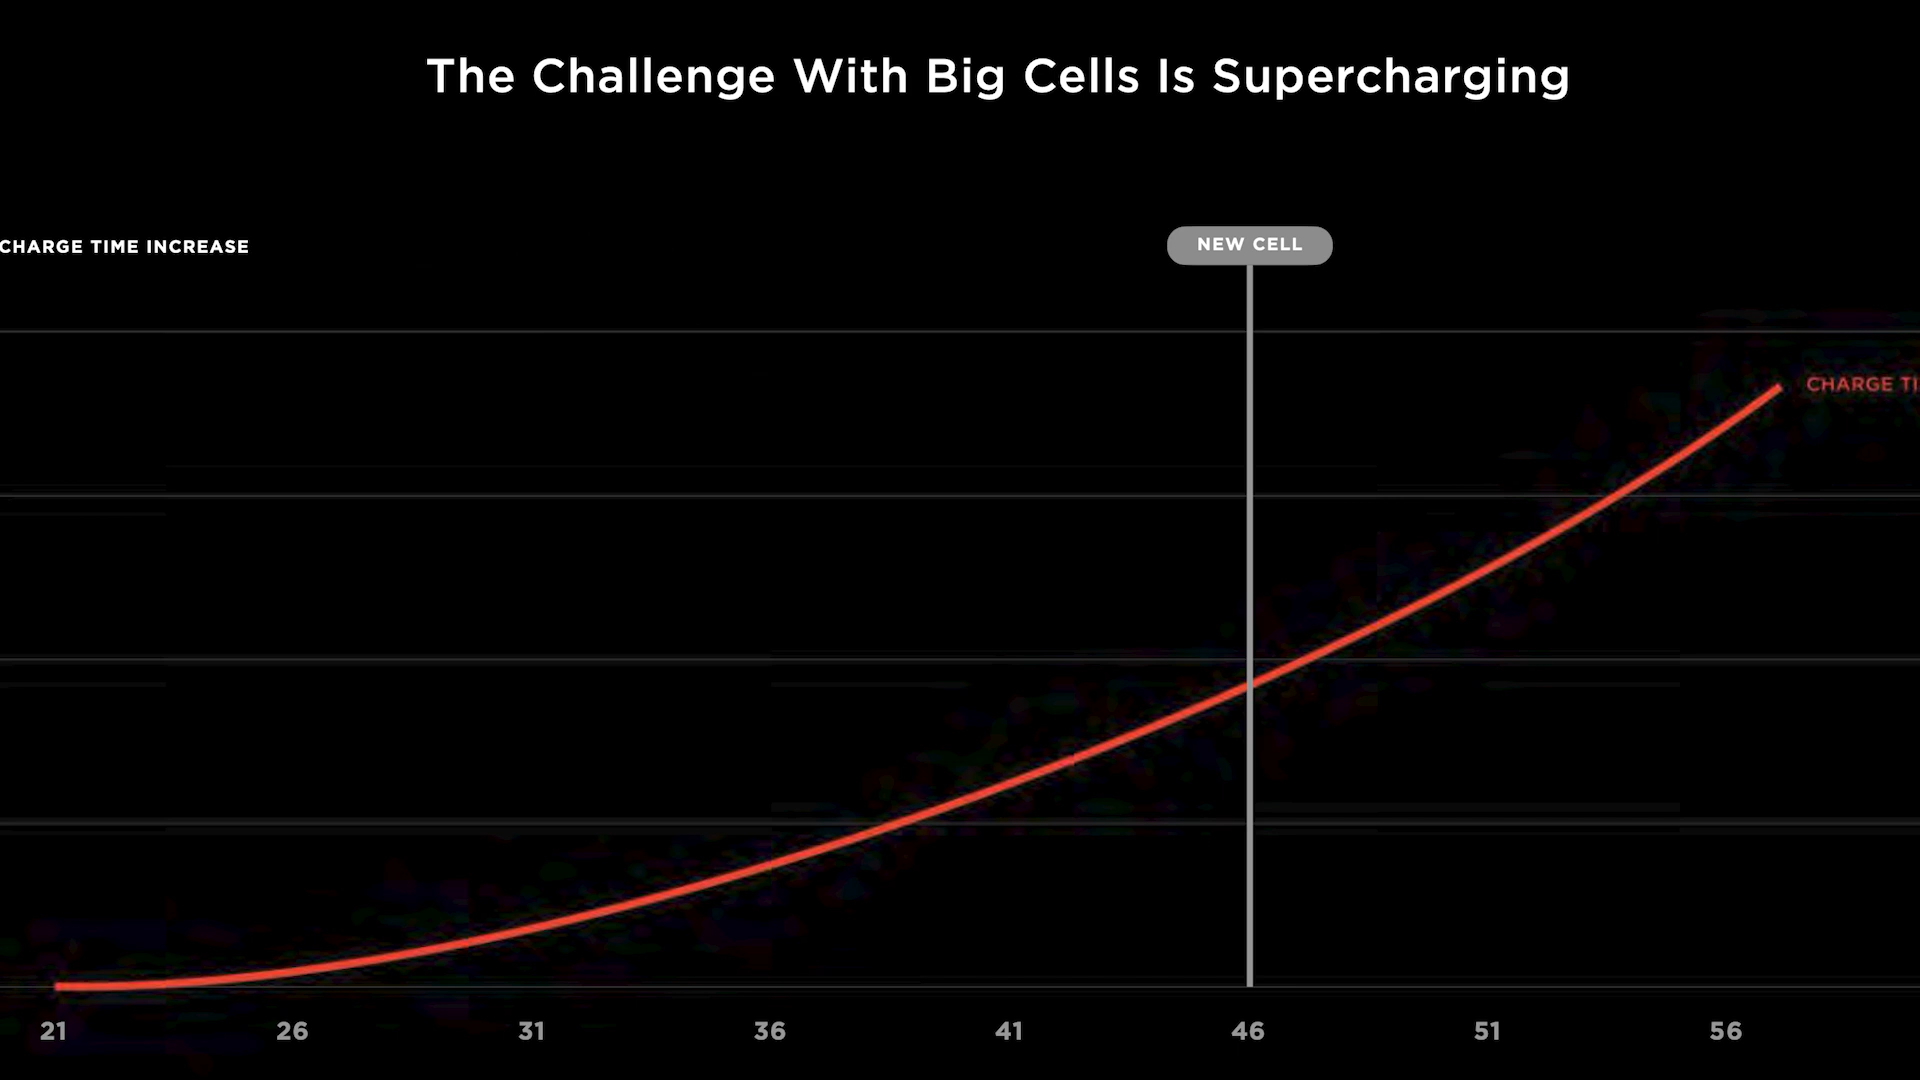 The Challenge With Big Cells Is Supercharging
CHARGE TIME INCREASE
NEW CELL
CHARGE
21 26 31 36 41 46 51 56